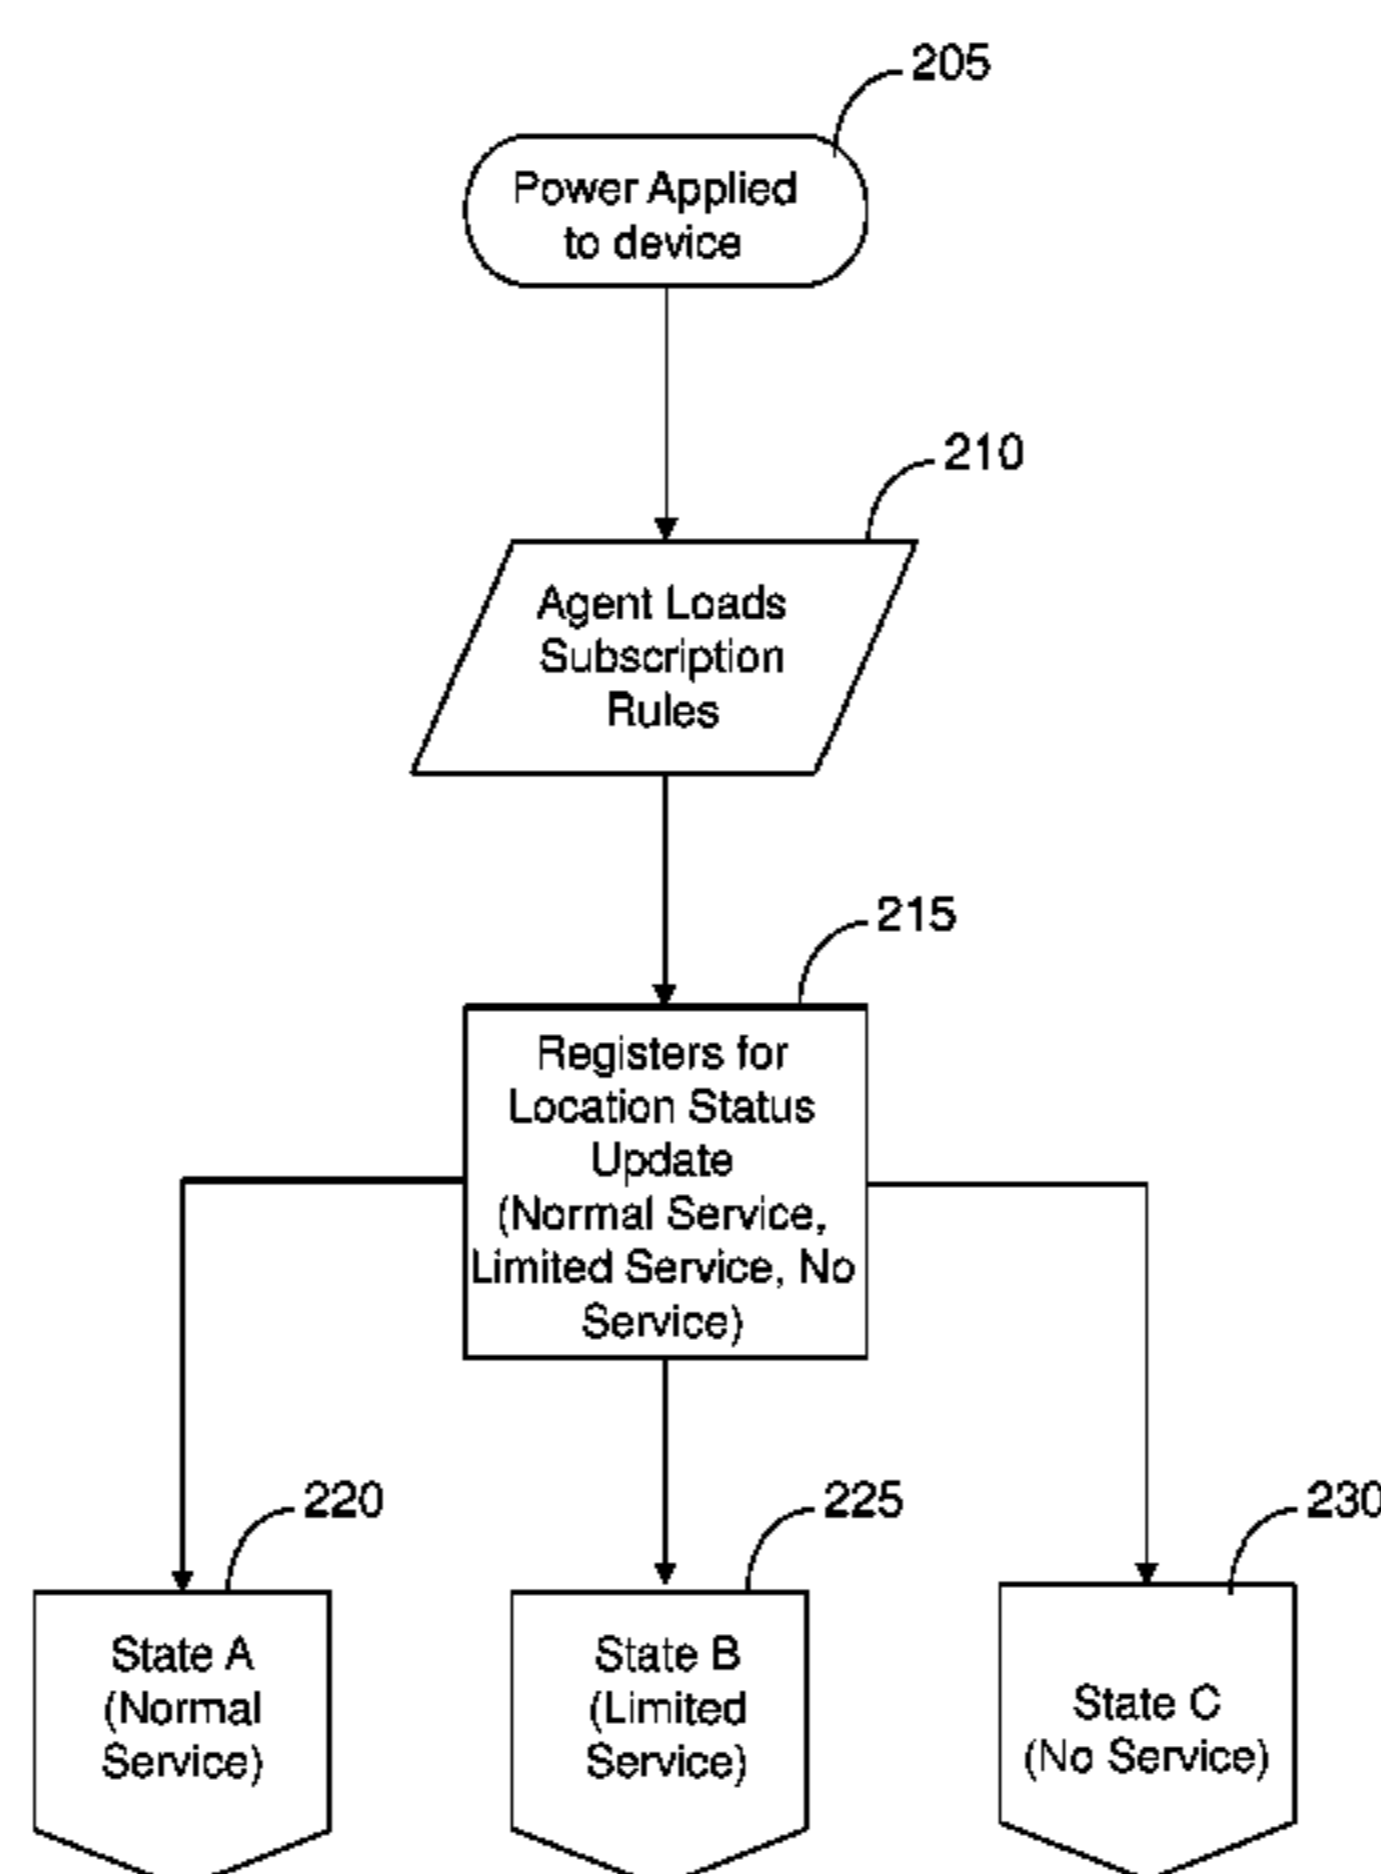 205
Power Applied
to device
210
Agent Loads
Subscription
Rules
215
Registers for
Location Status
Update
(Normal Service,
Limited Service, No
Service)
220
225
230
State A
(Normal
Service)
State B
(Limited
Service)
State C
(No Service)